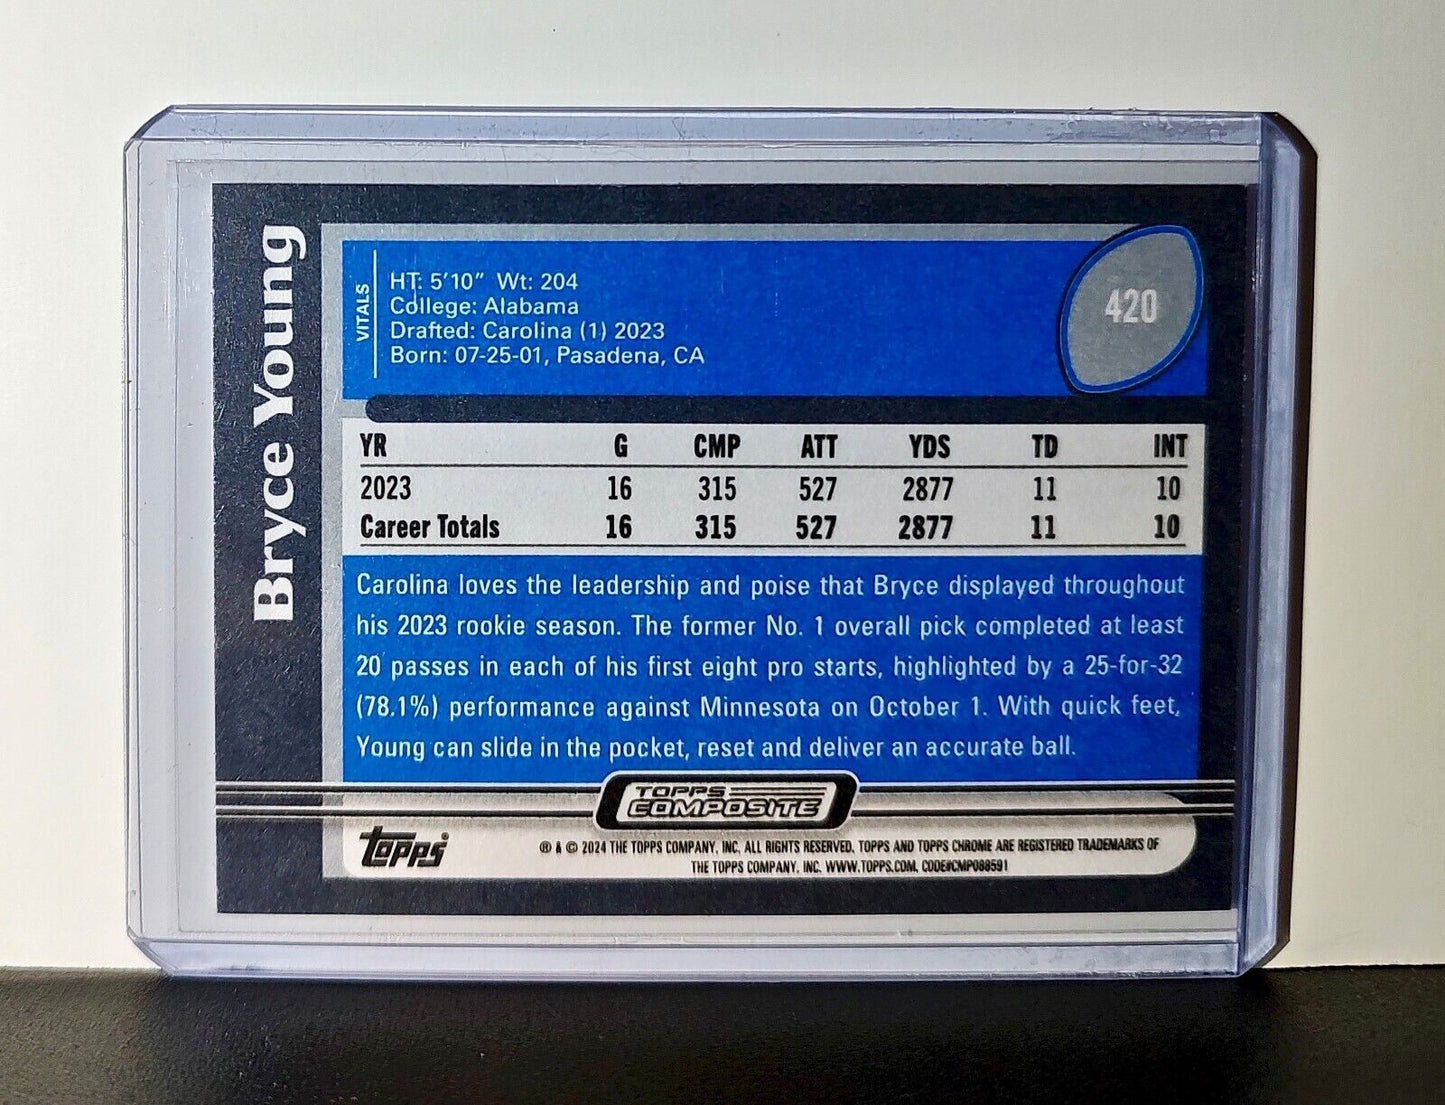 Bryce Young
VITALS
HT: 5'10" Wt: 204
College: Alabama
Drafted: Carolina (1) 2023
Born: 07-25-01, Pasadena, CA
420
YR G CMP ATT YDS TD INT
2023 16 315 527 2877 11 10
Career Totals 16 315 527 2877 11 10
Carolina loves the leadership and poise that Bryce displayed throughout
his 2023 rookie season. The former No. 1 overall pick completed at least
20 passes in each of his first eight pro starts, highlighted by a 25-for-32
(78.1%) performance against Minnesota on October 1. With quick feet,
Young can slide in the pocket, reset and deliver an accurate ball.
TOPPS
COMPOSITE
topps®
® & © 2024 THE TOPPS COMPANY, INC. ALL RIGHTS RESERVED. TOPPS AND TOPPS CHROME ARE REGISTERED TRADEMARKS OF
THE TOPPS COMPANY, INC. WWW.TOPPS.COM. CODE#CMP088591